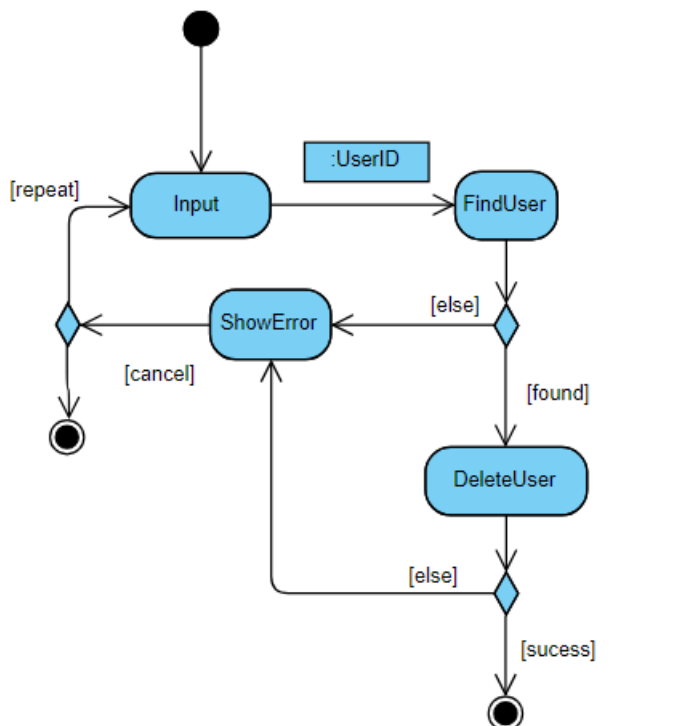 :UserID
[repeat]
Input
FindUser
[else]
ShowError
[cancel]
[found]
DeleteUser
[else]
[sucess]